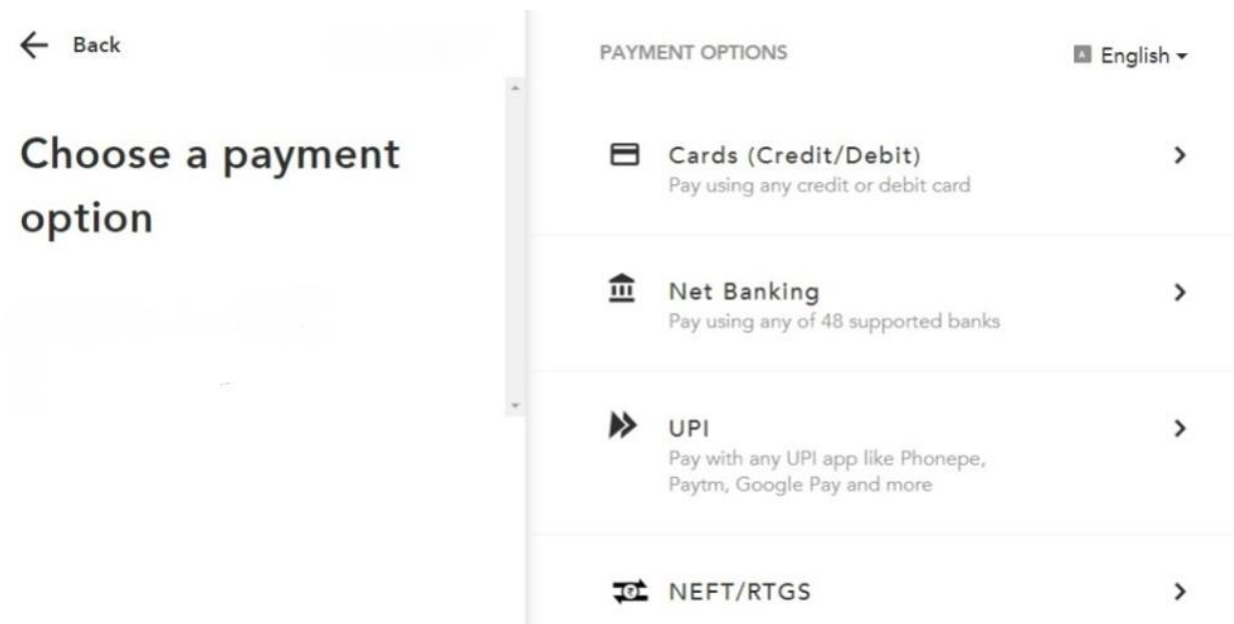 Back
Choose a payment
option
PAYMENT OPTIONS
English
Cards (Credit/Debit)
Pay using any credit or debit card
Net Banking
Pay using any of 48 supported banks
UPI
Pay with any UPI app like Phonepe,
Paytm, Google Pay and more
NEFT/RTGS